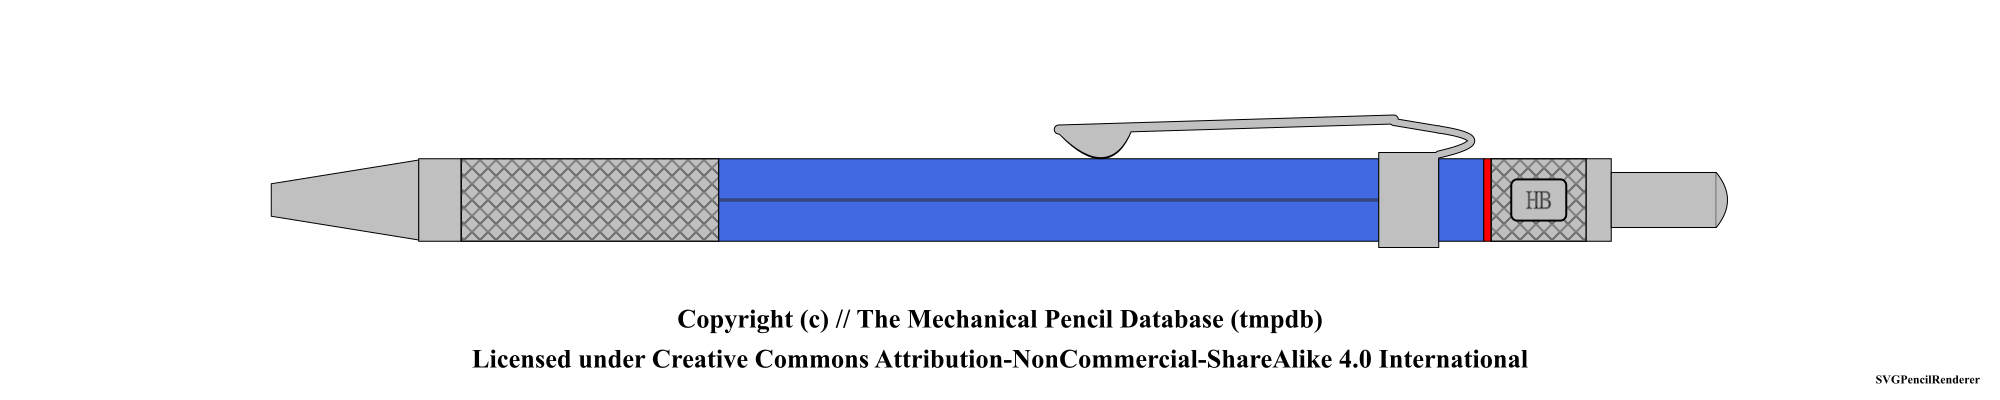 HB
Copyright (c) // The Mechanical Pencil Database (tmpdb)
Licensed under Creative Commons Attribution-NonCommercial-ShareAlike 4.0 International
SVGPencilRenderer